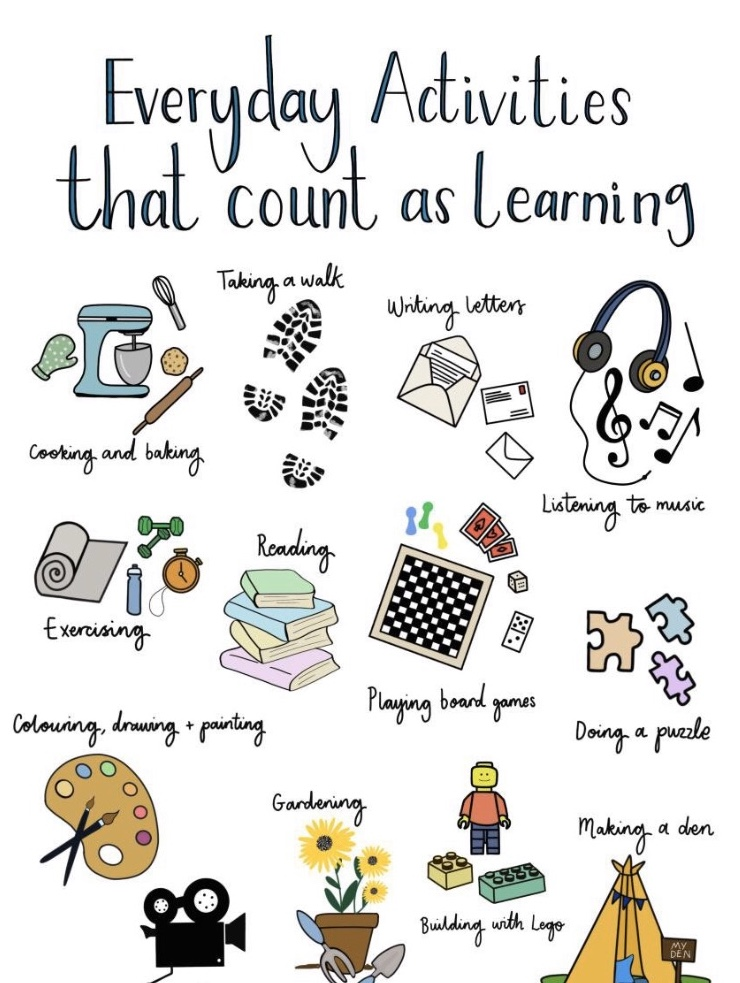 Everyday Activities
that count as learning
Taking a walk
Writing letters
Cooking and baking
Listening to music
Reading
Exercising
Playing board games
Colouring, drawing + painting
Doing a puzzle
Gardening
Making a den
Building with Lego
MY
DEN